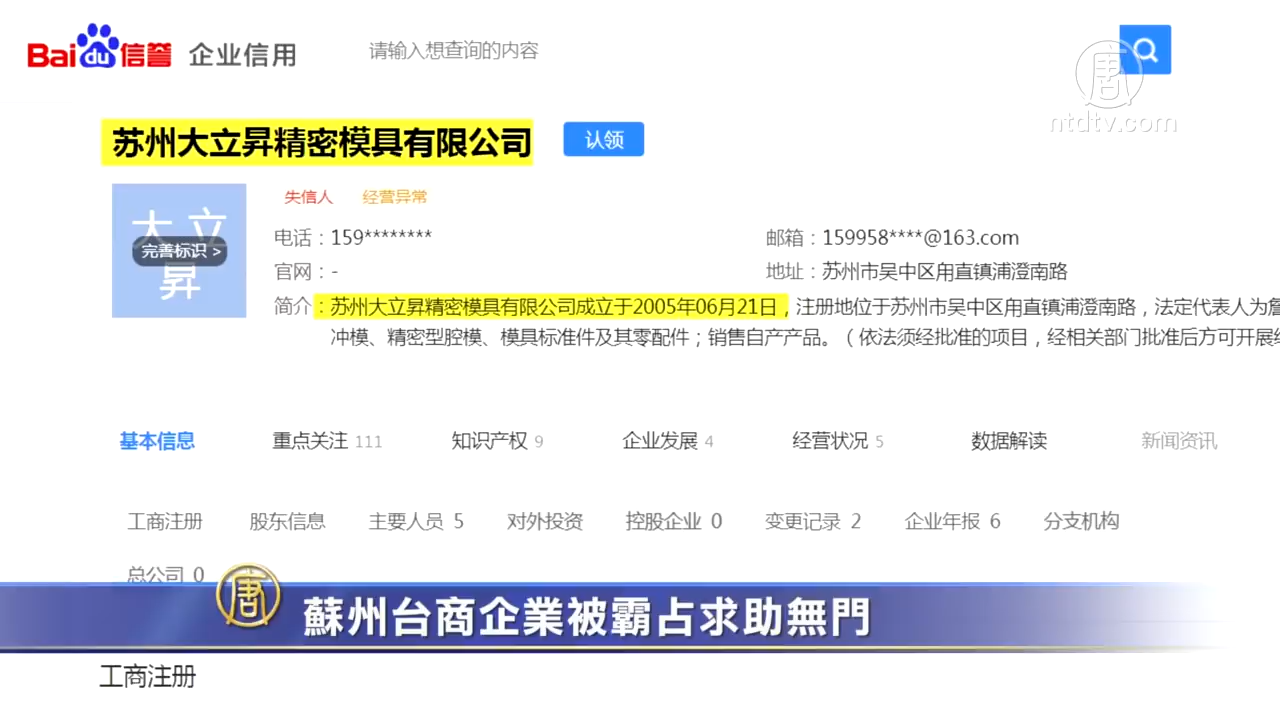 Baidu信誉 企业信用
请输入想查询的内容
唐
ntdtv.com
苏州大立昇精密模具有限公司 认领
大立
完善标识 >
昇
失信人 经营异常
电话：159******** 邮箱：159958****@163.com
官网：- 地址：苏州市吴中区甪直镇浦澄南路
简介：苏州大立昇精密模具有限公司成立于2005年06月21日，注册地位于苏州市吴中区甪直镇浦澄南路，法定代表人为詹
冲模、精密型腔模、模具标准件及其零配件；销售自产产品。（依法须经批准的项目，经相关部门批准后方可开展
基本信息 重点关注 111 知识产权 9 企业发展 4 经营状况 5 数据解读 新闻资讯
工商注册 股东信息 主要人员 5 对外投资 控股企业 0 变更记录 2 企业年报 6 分支机构
总公司 0
唐
蘇州台商企業被霸占求助無門
工商注册